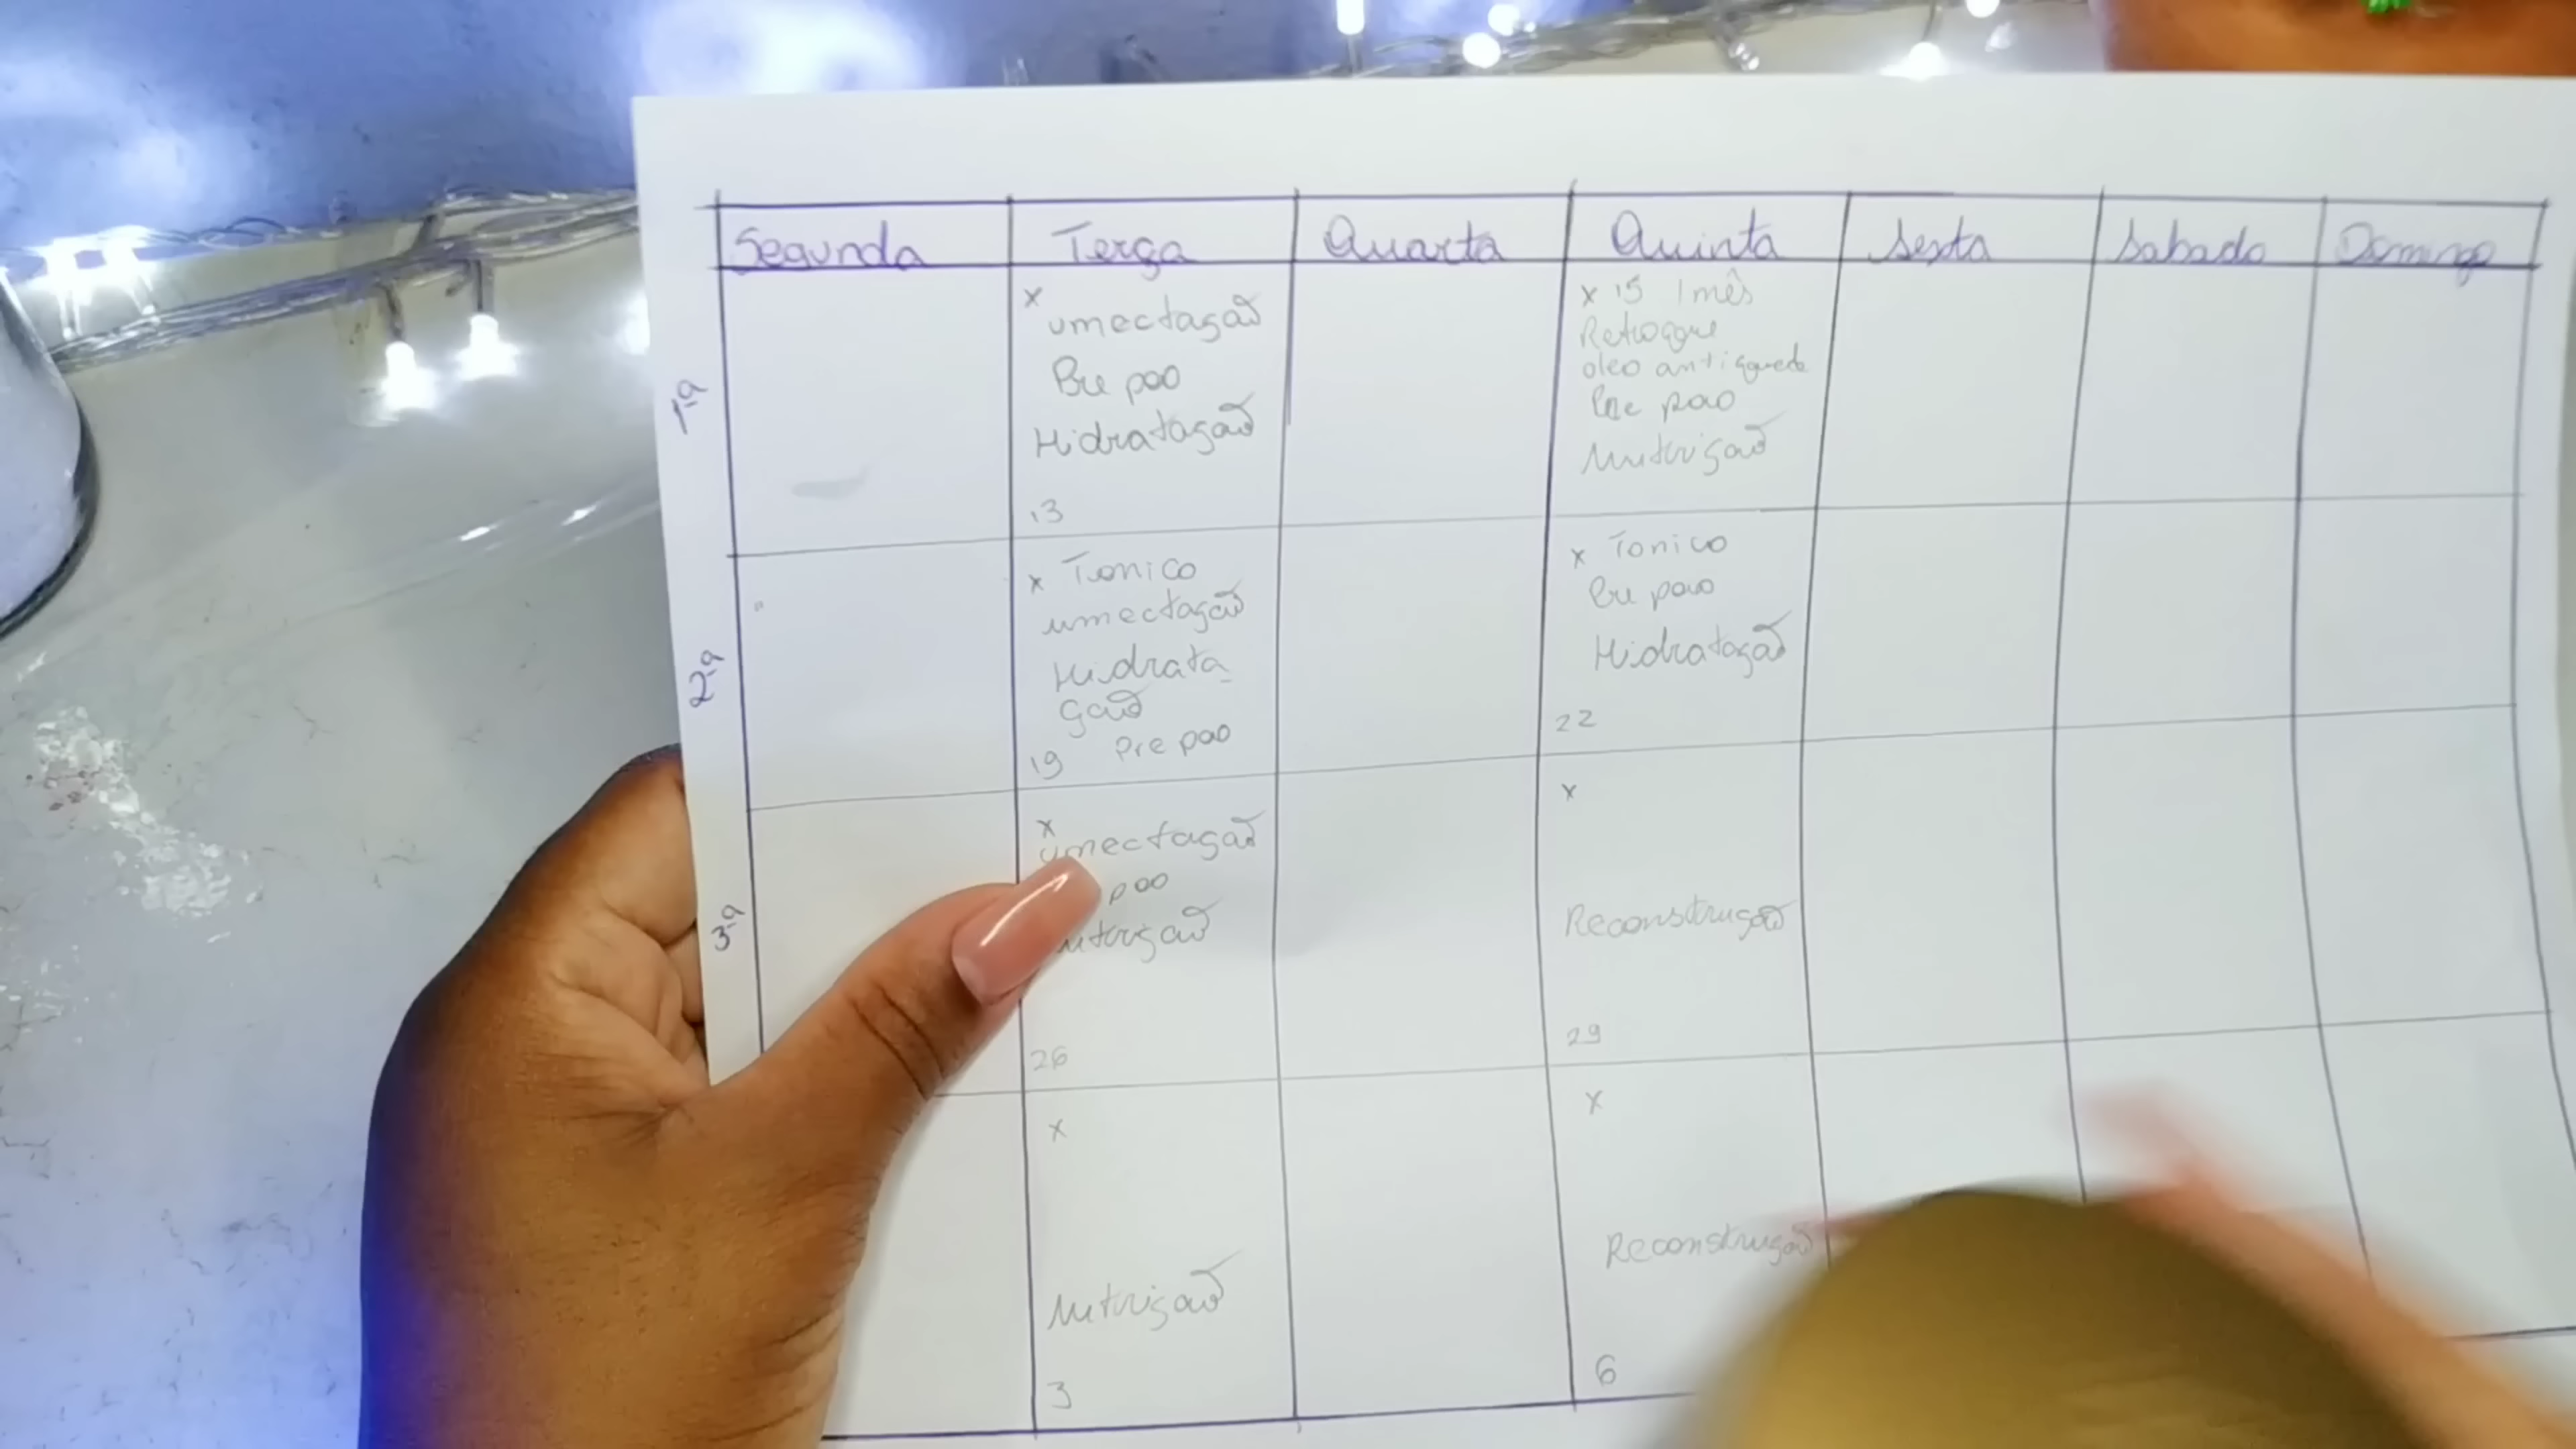 Segunda Terça Quarta Quinta Sexta Sabado Domingo
1ª
x
umectação
Pre poo
Hidratação
13
x 15 1 mês
Retoque
oleo antiqueda
Pre poo
Nutrição
2ª
x Tonico
umectação
Hidrata
ção
19 Pre poo
x Tonico
Pre poo
Hidratação
22
3ª
x
umectação
poo
26
x
Reconstrução
29
x
Nutrição
3
x
Reconstrução
6